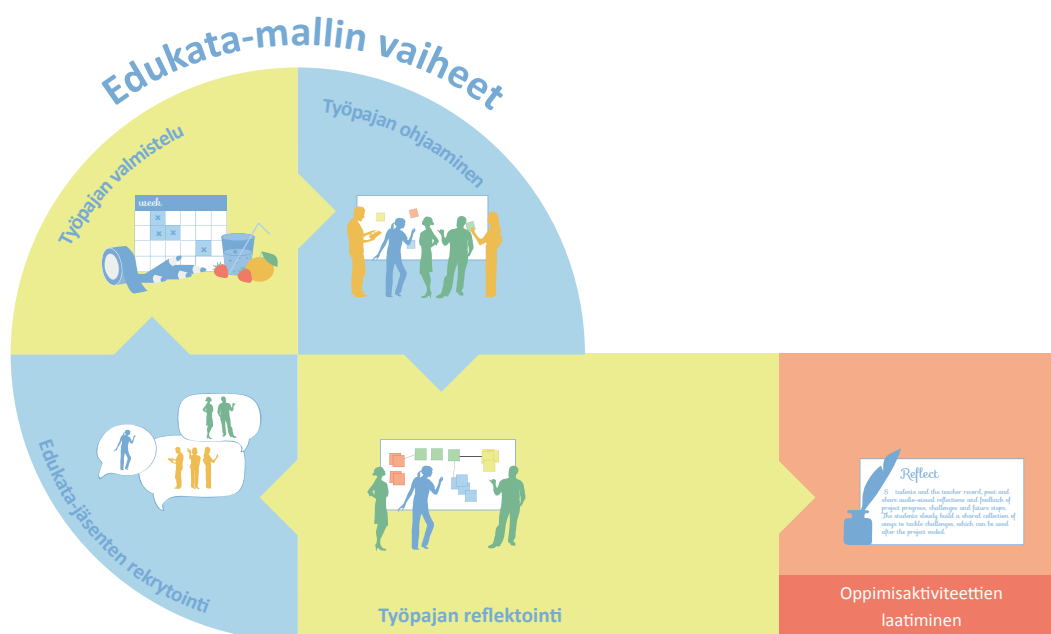 Edukata-mallin vaiheet
Työpajan valmistelu
Työpajan ohjaaminen
week
Edukata-jäsenten rekrytointi
Työpajan reflektointi
Reflect
S tudents and the teacher record, post and
share audio-visual reflections and feedback of
project progress, challenges and future steps.
The students slowly build a shared collection of
ways to tackle challenges, which can be used
after the project ended.
Oppimisaktiviteettien
laatiminen